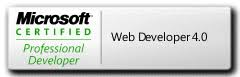 Microsoft
CERTIFIED
Professional
Developer
Web Developer 4.0